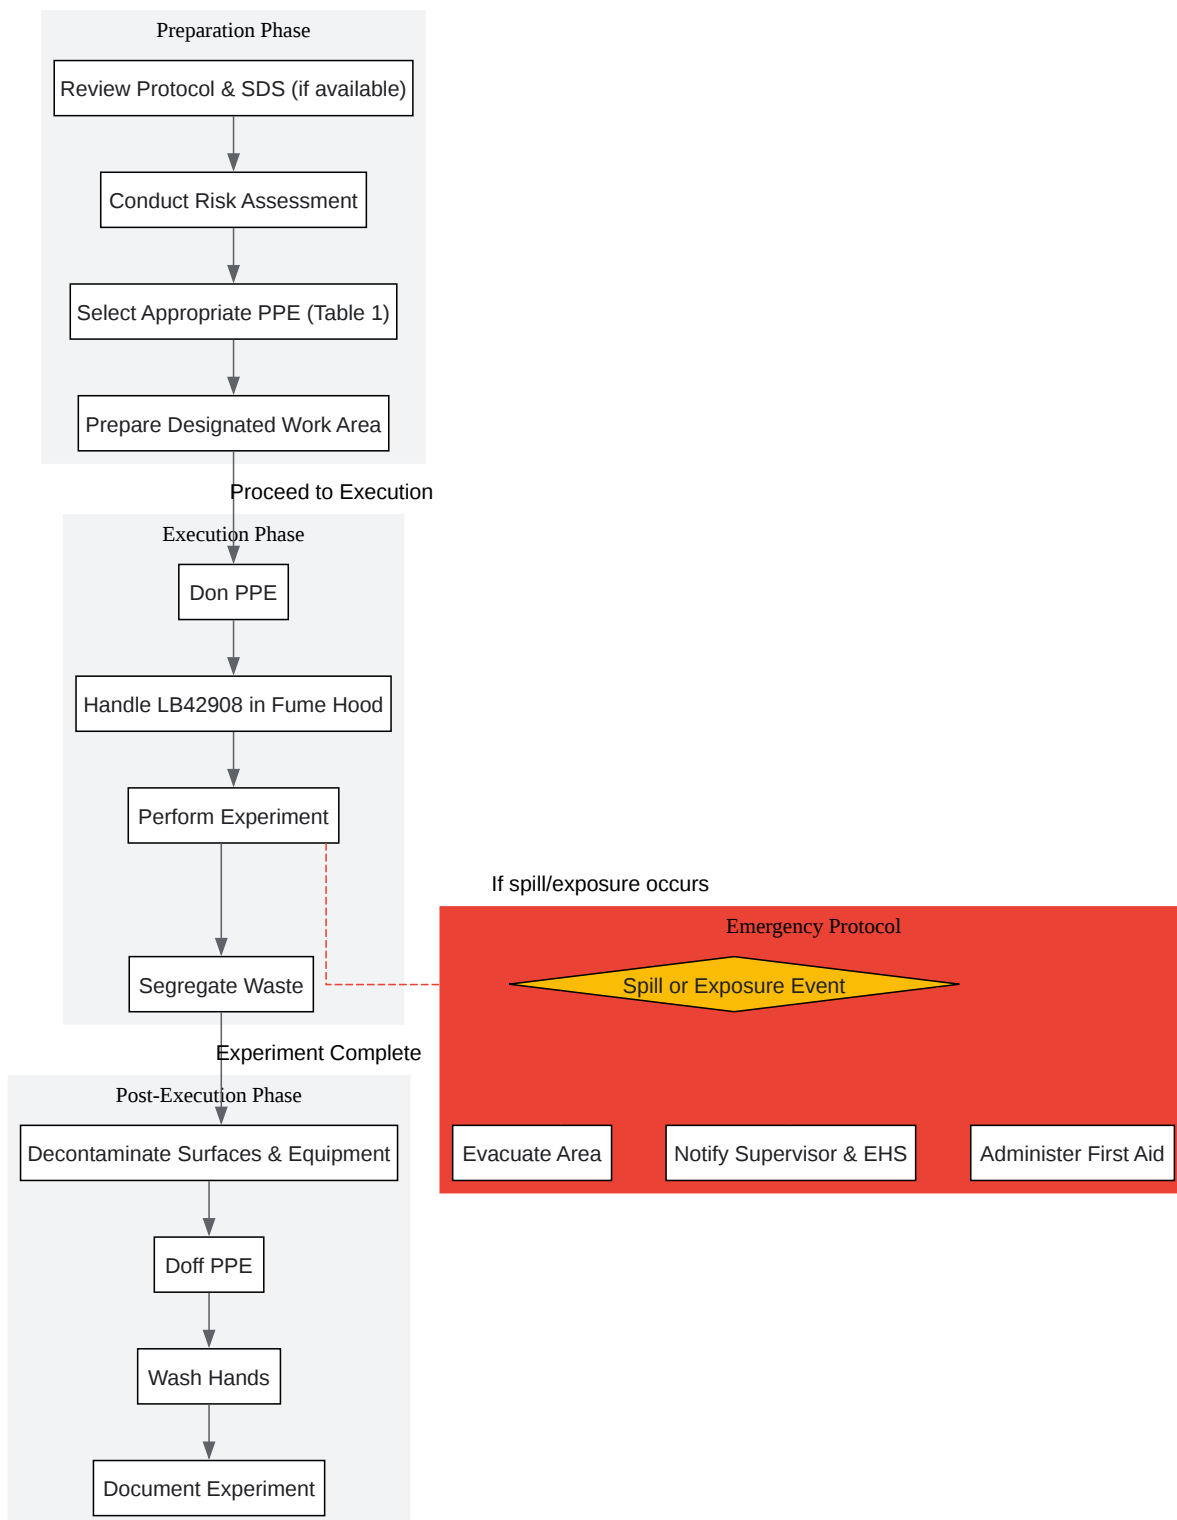 Preparation Phase
Review Protocol & SDS (if available)
Conduct Risk Assessment
Select Appropriate PPE (Table 1)
Prepare Designated Work Area
Proceed to Execution
Execution Phase
Don PPE
Handle LB42908 in Fume Hood
Perform Experiment
If spill/exposure occurs
Emergency Protocol
Spill or Exposure Event
Segregate Waste
Experiment Complete
Post-Execution Phase
Decontaminate Surfaces & Equipment
Evacuate Area
Notify Supervisor & EHS
Administer First Aid
Doff PPE
Wash Hands
Document Experiment